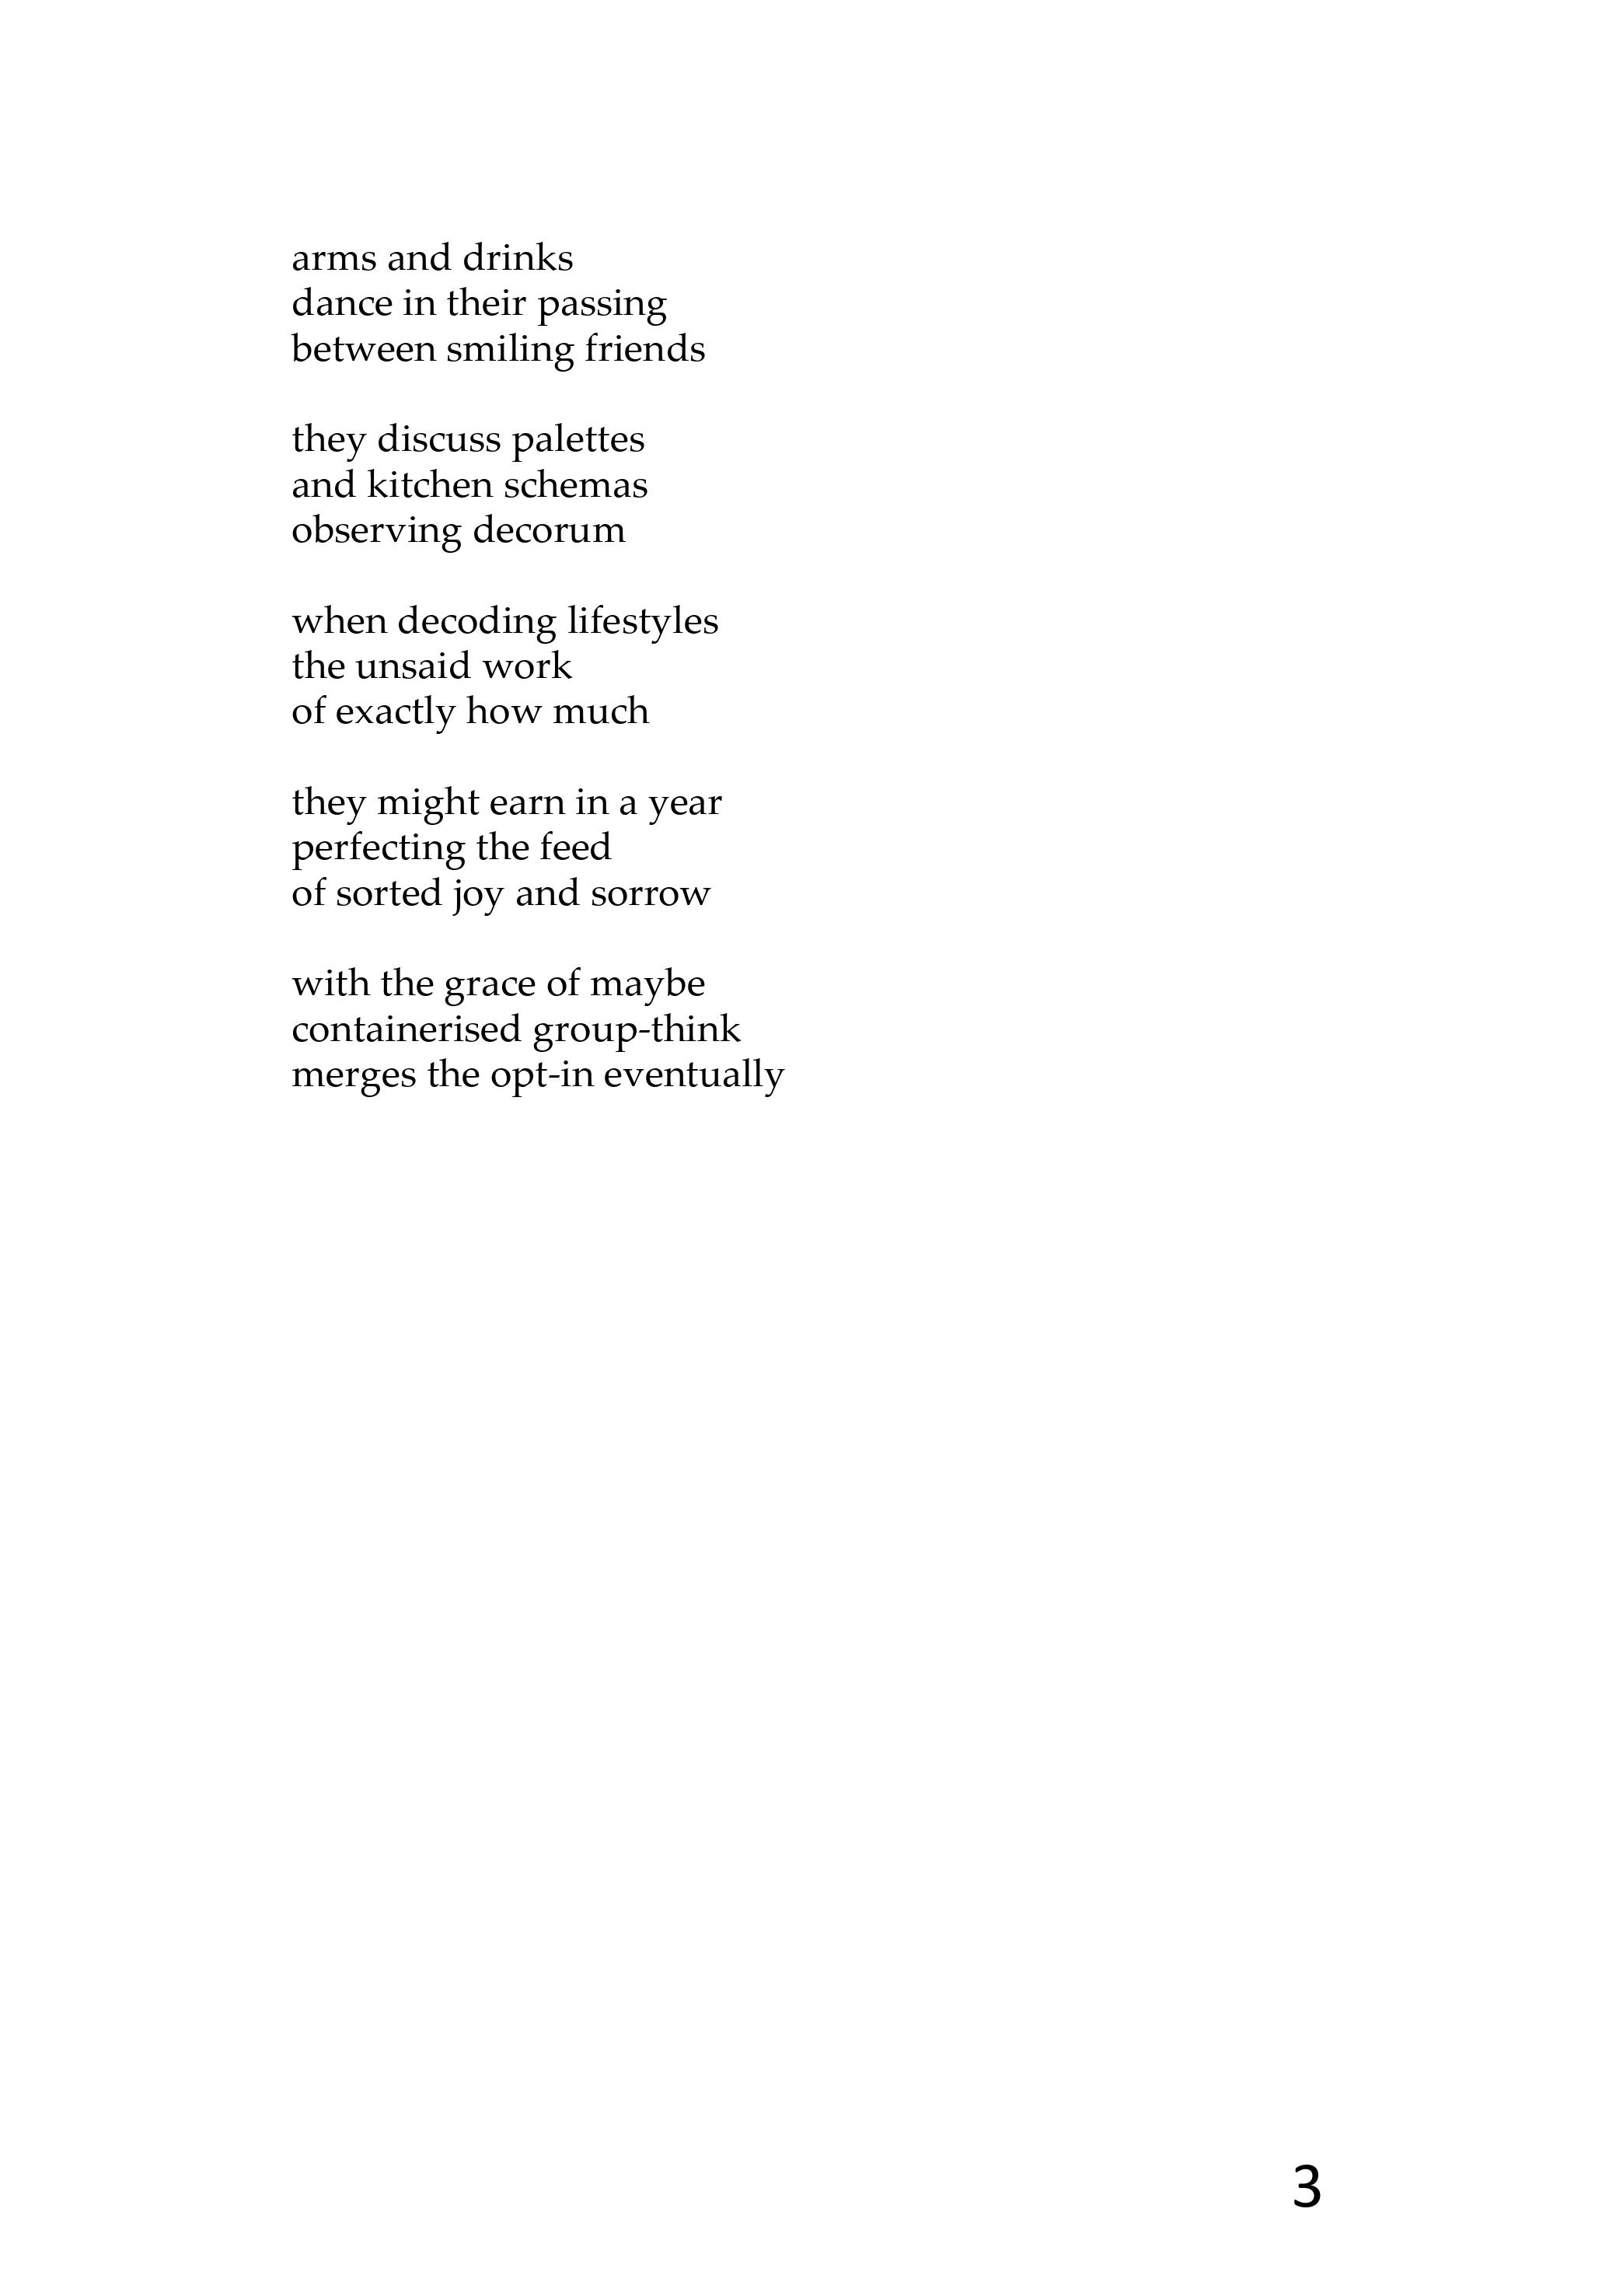 arms and drinks
dance in their passing
between smiling friends

they discuss palettes
and kitchen schemas
observing decorum

when decoding lifestyles
the unsaid work
of exactly how much

they might earn in a year
perfecting the feed
of sorted joy and sorrow

with the grace of maybe
containerised group-think
merges the opt-in eventually

3